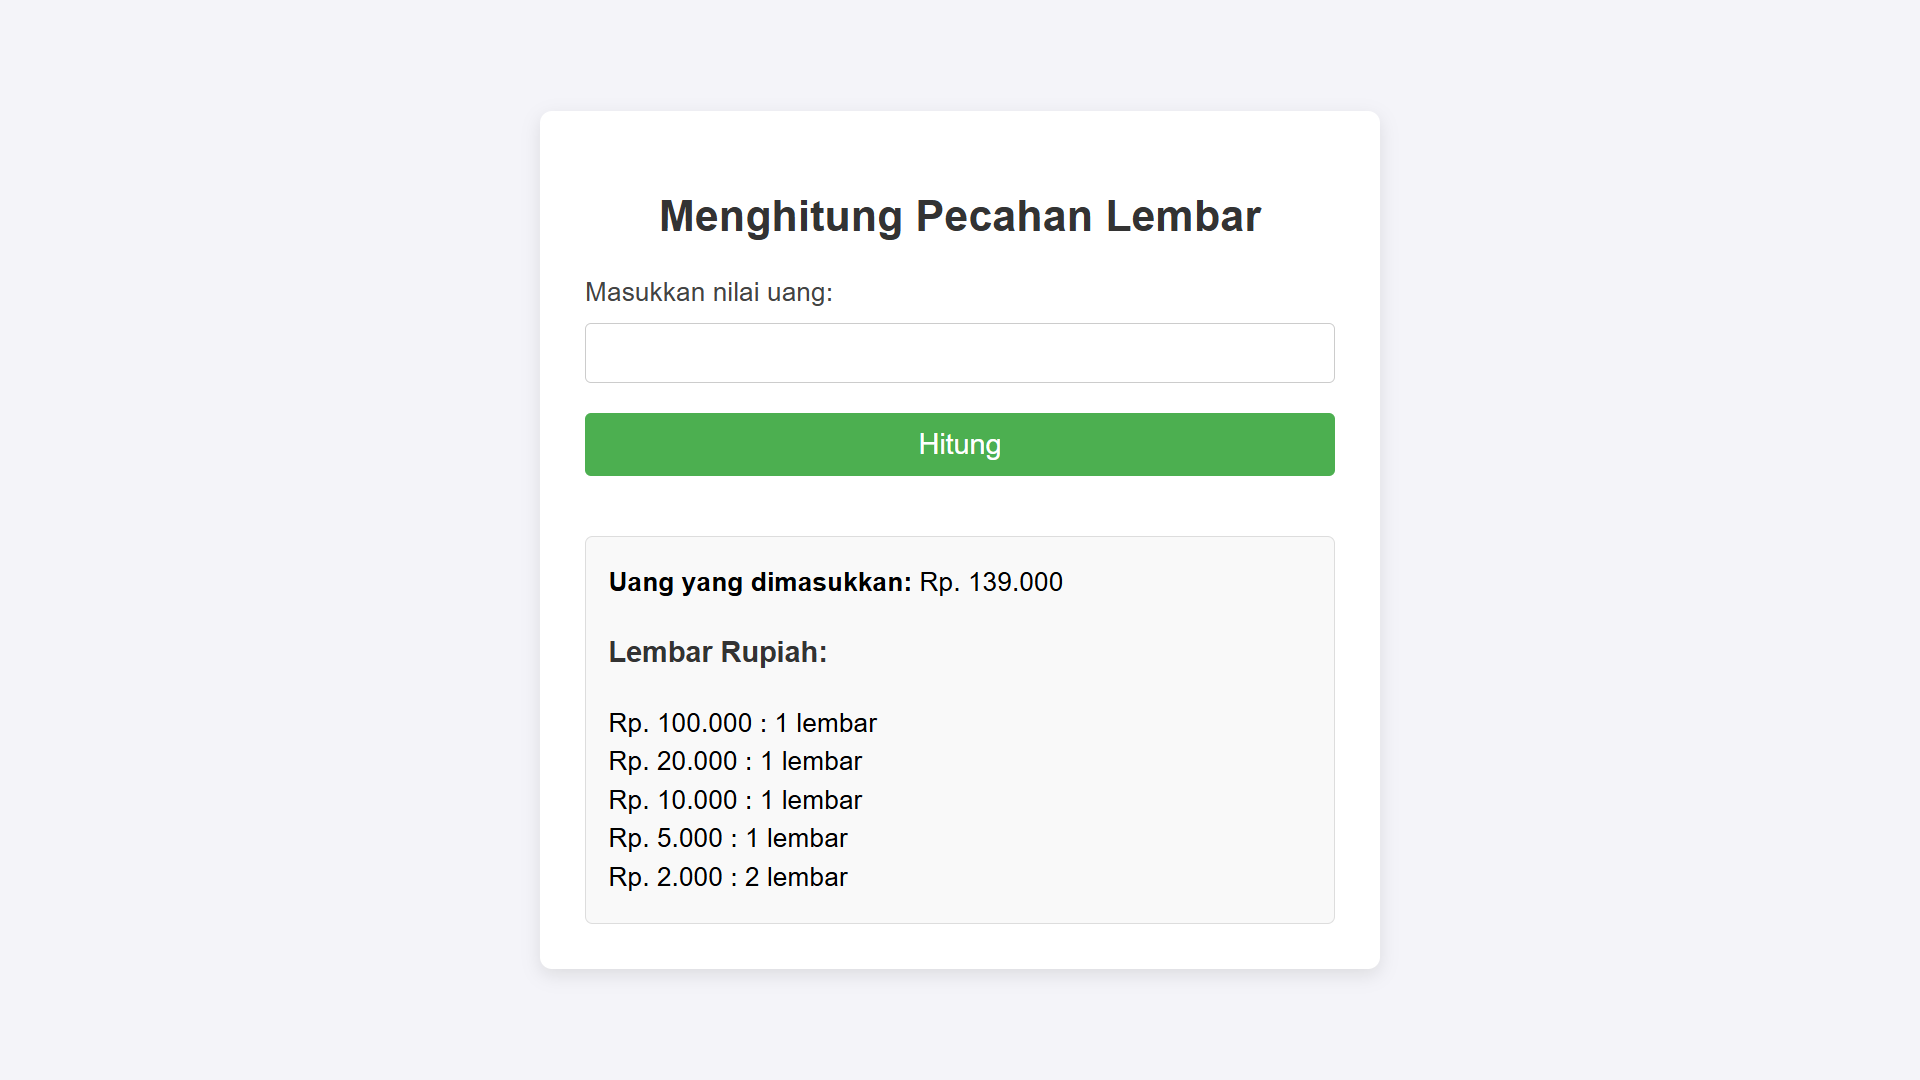 Menghitung Pecahan Lembar
Masukkan nilai uang:
Hitung
Uang yang dimasukkan: Rp. 139.000
Lembar Rupiah:
Rp. 100.000 : 1 lembar
Rp. 20.000 : 1 lembar
Rp. 10.000 : 1 lembar
Rp. 5.000 : 1 lembar
Rp. 2.000 : 2 lembar